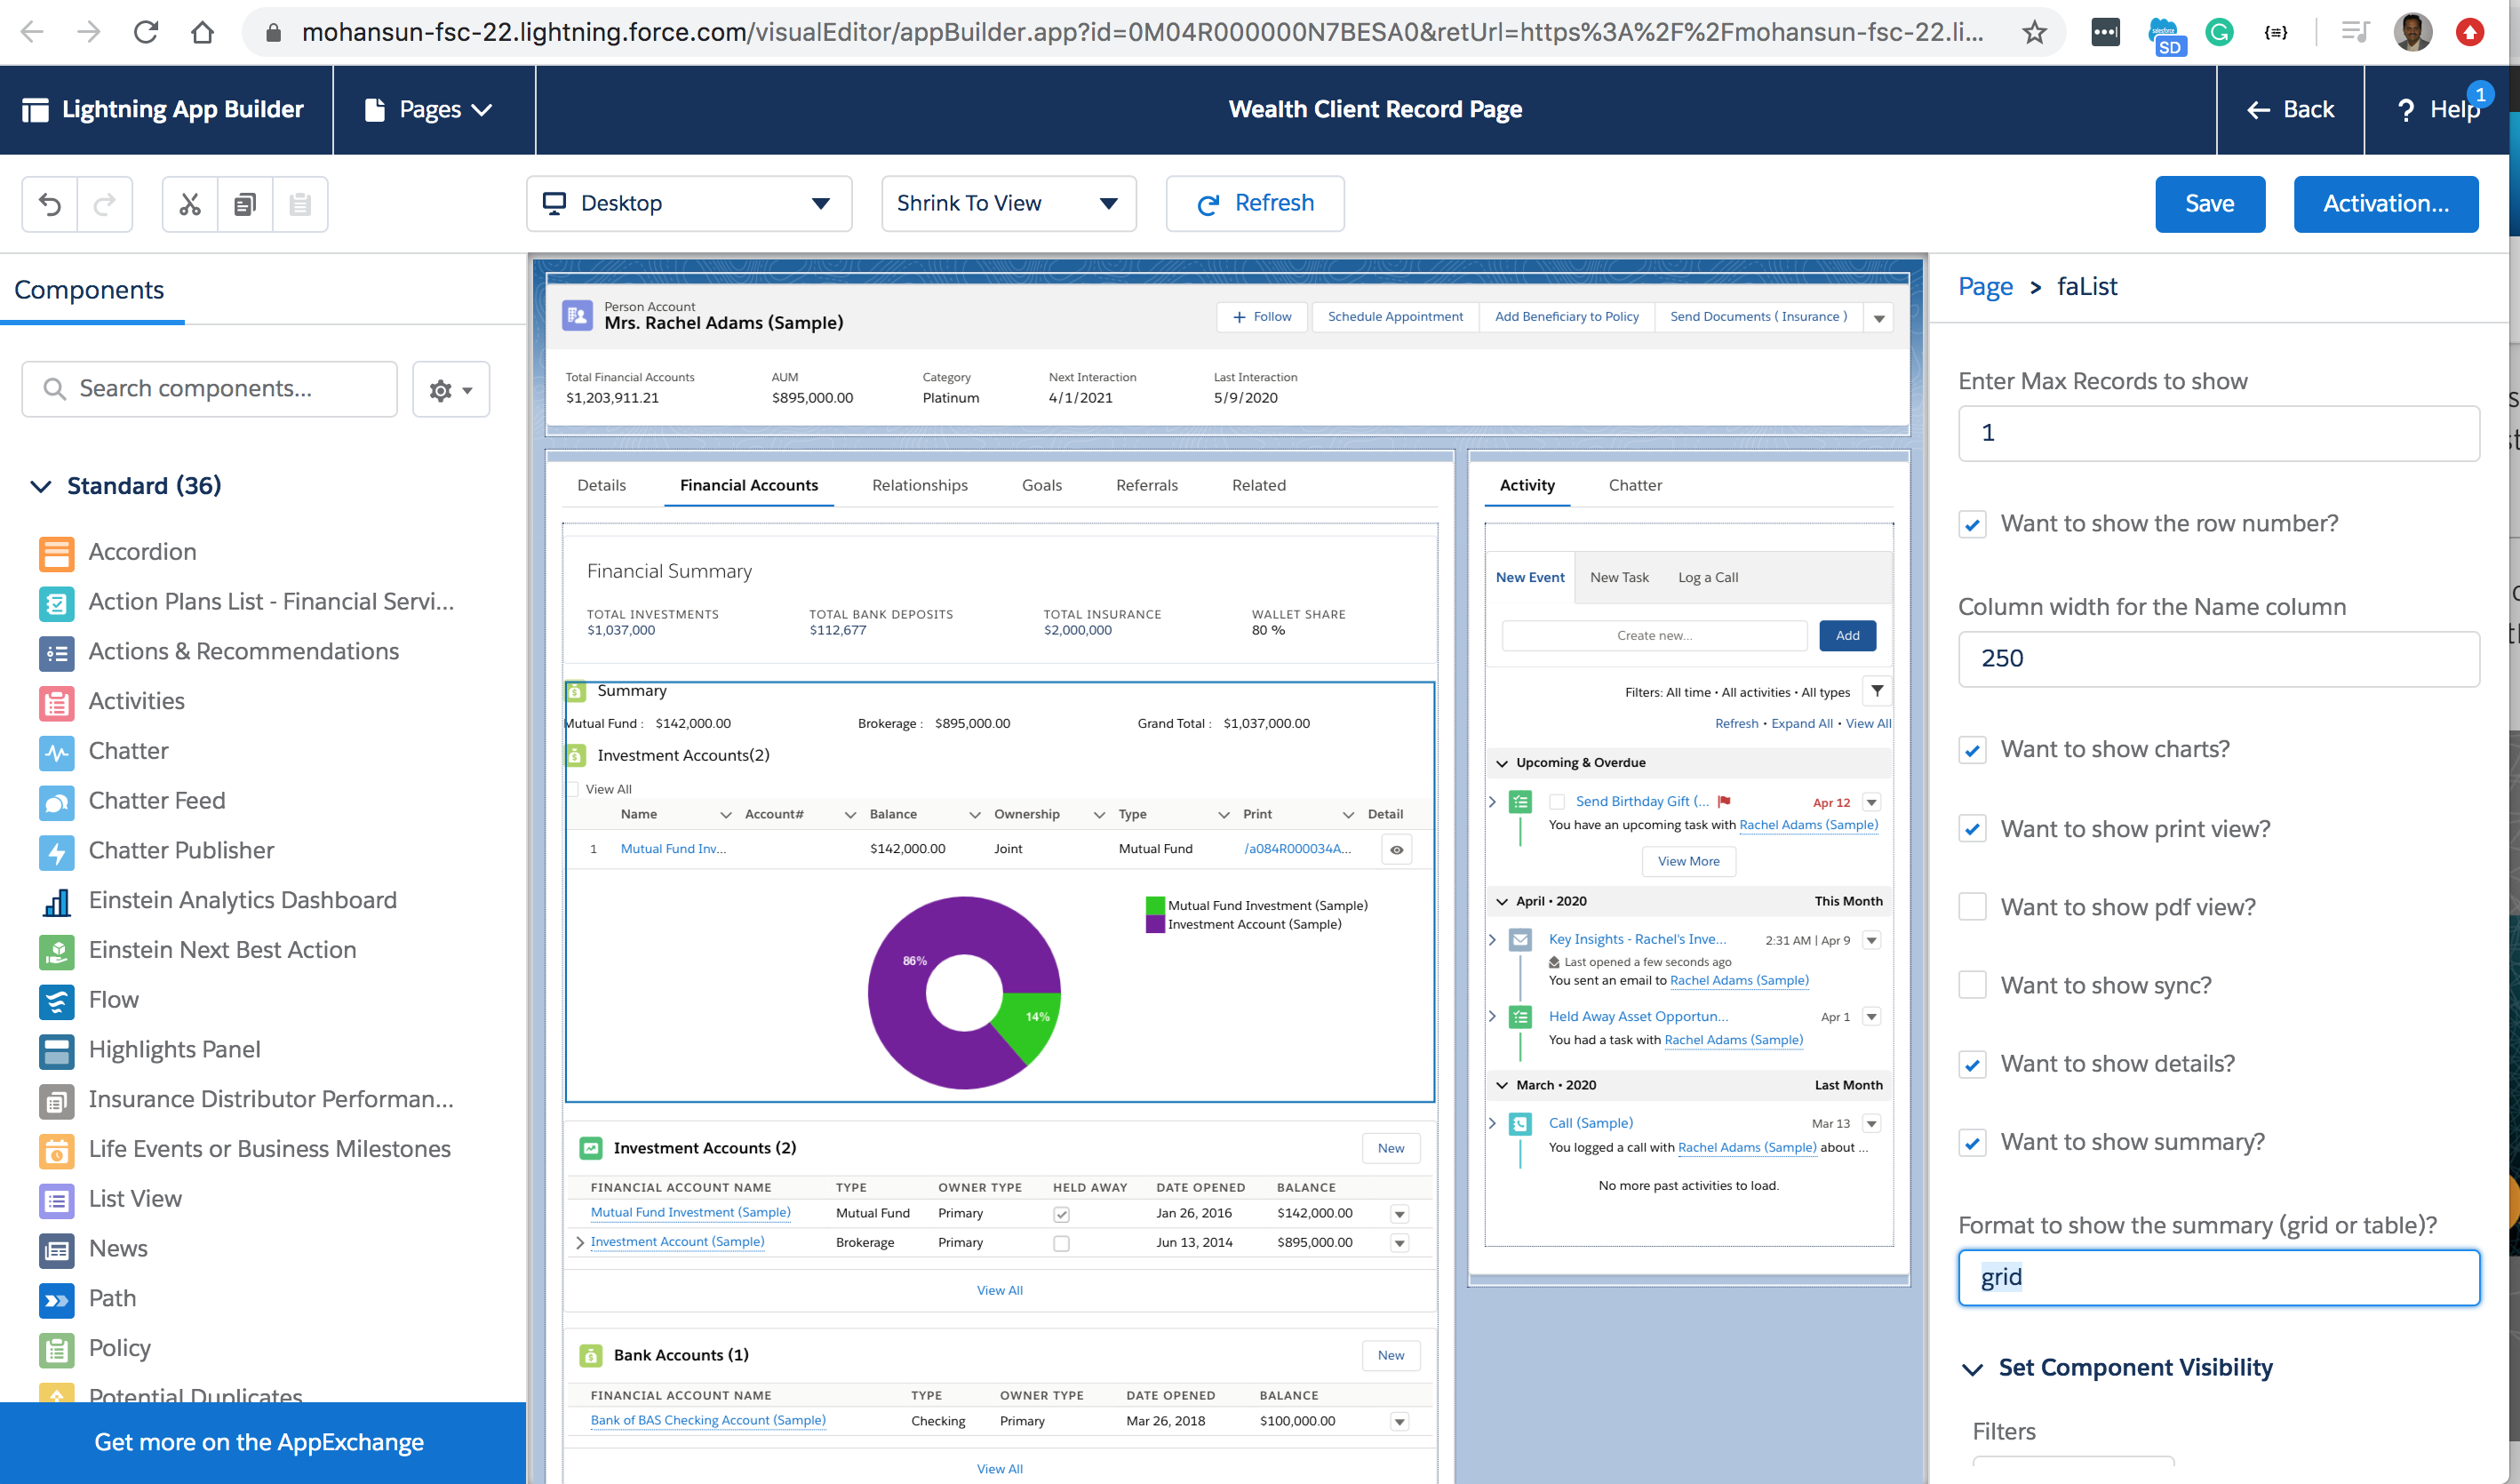 mohansun-fsc-22.lightning.force.com/visualEditor/appBuilder.app?id=0M04R000000N7BESA0&retUrl=https%3A%2F%2Fmohansun-fsc-22.li...
SD
Lightning App Builder
Pages
Wealth Client Record Page
Back
? Help
1
Desktop
Shrink To View
Refresh
Save
Activation...
Components
Search components...
Standard (36)
Accordion
Action Plans List - Financial Servi...
Actions & Recommendations
Activities
Chatter
Chatter Feed
Chatter Publisher
Einstein Analytics Dashboard
Einstein Next Best Action
Flow
Highlights Panel
Insurance Distributor Performan...
Life Events or Business Milestones
List View
News
Path
Policy
Potential Duplicates
Get more on the AppExchange
Person Account
Mrs. Rachel Adams (Sample)
+ Follow
Schedule Appointment
Add Beneficiary to Policy
Send Documents ( Insurance )
Total Financial Accounts AUM Category Next Interaction Last Interaction
$1,203,911.21 $895,000.00 Platinum 4/1/2021 5/9/2020
Details Financial Accounts Relationships Goals Referrals Related
Financial Summary
TOTAL INVESTMENTS TOTAL BANK DEPOSITS TOTAL INSURANCE WALLET SHARE
$1,037,000 $112,677 $2,000,000 80 %
Summary
Mutual Fund : $142,000.00 Brokerage : $895,000.00 Grand Total : $1,037,000.00
Investment Accounts(2)
View All
Name Account# Balance Ownership Type Print Detail
1 Mutual Fund Inv... $142,000.00 Joint Mutual Fund /a084R000034A...
Mutual Fund Investment (Sample)
Investment Account (Sample)
86%
14%
Investment Accounts (2)
New
FINANCIAL ACCOUNT NAME TYPE OWNER TYPE HELD AWAY DATE OPENED BALANCE
Mutual Fund Investment (Sample) Mutual Fund Primary Jan 26, 2016 $142,000.00
Investment Account (Sample) Brokerage Primary Jun 13, 2014 $895,000.00
View All
Bank Accounts (1)
New
FINANCIAL ACCOUNT NAME TYPE OWNER TYPE DATE OPENED BALANCE
Bank of BAS Checking Account (Sample) Checking Primary Mar 26, 2018 $100,000.00
View All
Activity Chatter
New Event New Task Log a Call
Create new...
Add
Filters: All time • All activities • All types
Refresh • Expand All • View All
Upcoming & Overdue
Send Birthday Gift (... Apr 12
You have an upcoming task with Rachel Adams (Sample)
View More
April • 2020 This Month
Key Insights - Rachel's Inve... 2:31 AM | Apr 9
Last opened a few seconds ago
You sent an email to Rachel Adams (Sample)
Held Away Asset Opportun... Apr 1
You had a task with Rachel Adams (Sample)
March • 2020 Last Month
Call (Sample) Mar 13
You logged a call with Rachel Adams (Sample) about ...
No more past activities to load.
Page > faList
Enter Max Records to show
1
Want to show the row number?
Column width for the Name column
250
Want to show charts?
Want to show print view?
Want to show pdf view?
Want to show sync?
Want to show details?
Want to show summary?
Format to show the summary (grid or table)?
grid
Set Component Visibility
Filters